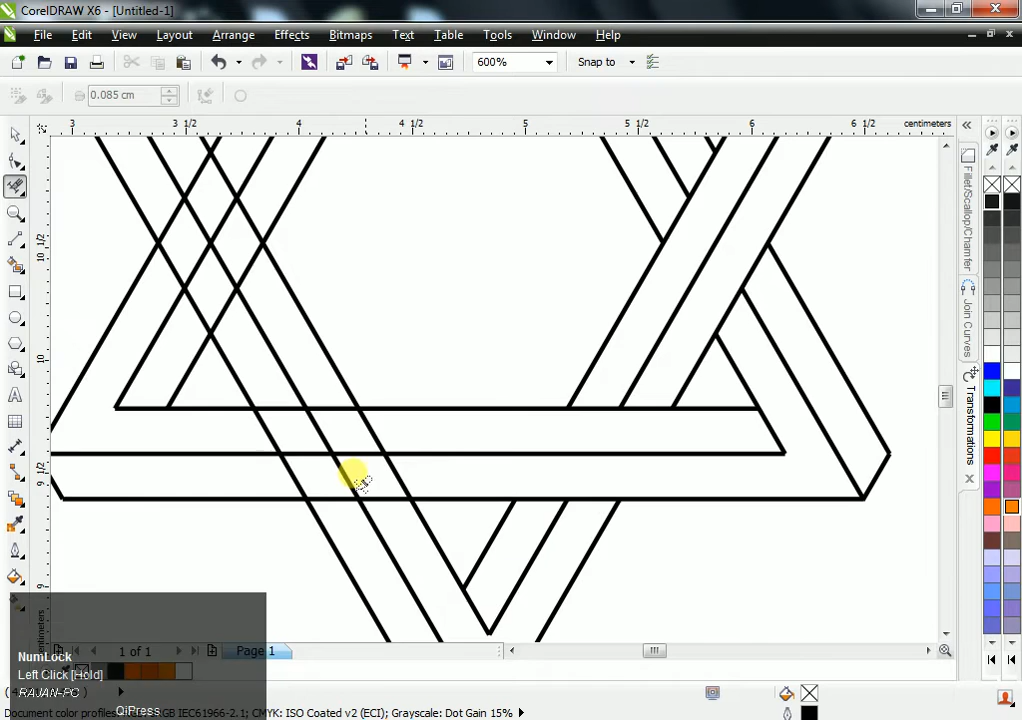 CorelDRAW X6 - [Untitled-1]
File Edit View Layout Arrange Effects Bitmaps Text Table Tools Window Help
600% Snap to
0.085 cm
3 3 1/2 4 4 1/2 5 5 1/2 6 6 1/2 centimeters
10 1/2
10
9 1/2
9
centimeters
Fillet/Scallop/Chamfer
Join Curves
Transformations
1 of 1 Page 1
NumLock
Left Click [Hold]
RAJAN-PC
QiPress
Document color profiles: RGB: sRGB IEC61966-2.1; CMYK: ISO Coated v2 (ECI); Grayscale: Dot Gain 15%